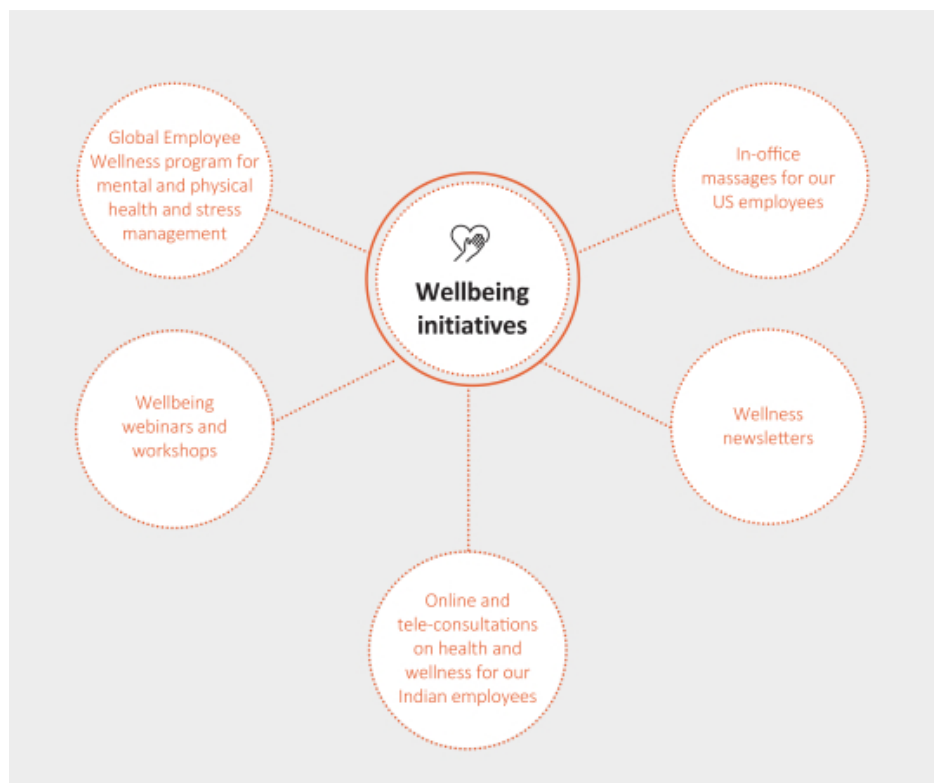 Global Employee
Wellness program for
mental and physical
health and stress
management
In-office
massages for our
US employees
Wellbeing
initiatives
Wellbeing
webinars and
workshops
Wellness
newsletters
Online and
tele-consultations
on health and
wellness for our
Indian employees